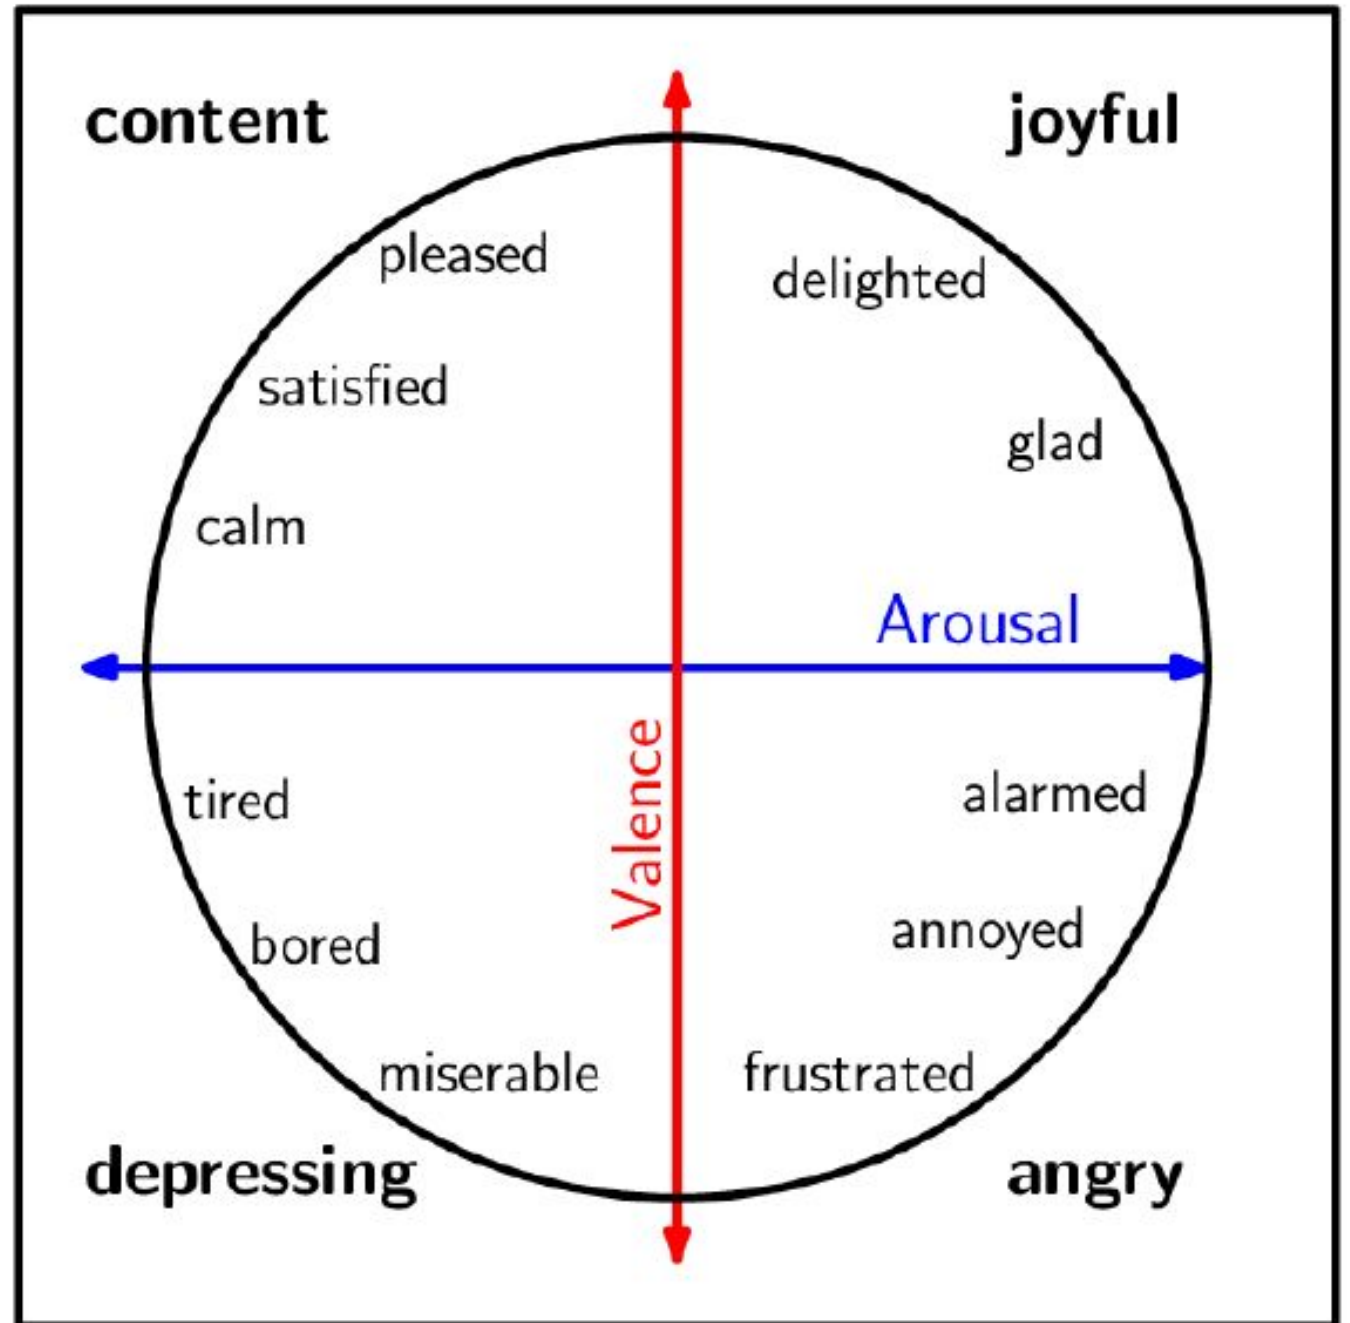 content
joyful
pleased
delighted
satisfied
glad
calm
Arousal
Valence
tired
alarmed
bored
annoyed
miserable
frustrated
depressing
angry